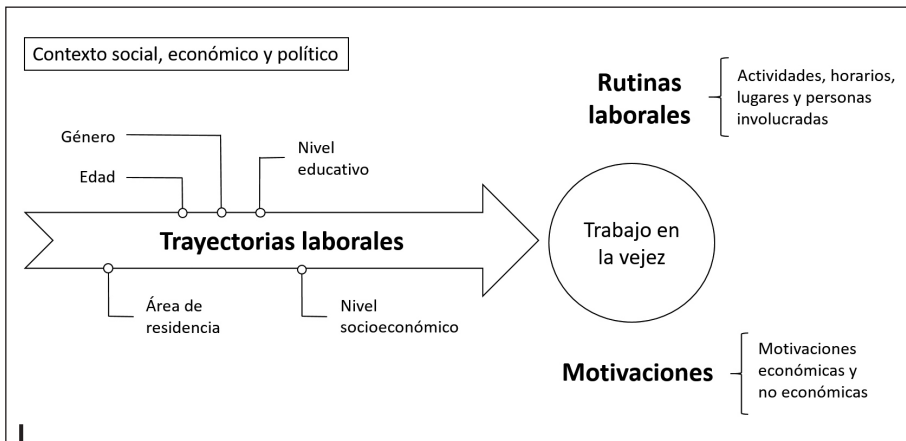 Contexto social, económico y político
Rutinas
laborales
Actividades, horarios,
lugares y personas
involucradas
Género
Edad
Nivel
educativo
Trayectorias laborales
Trabajo en
la vejez
Área de
residencia
Nivel
socioeconómico
Motivaciones
Motivaciones
económicas y
no económicas